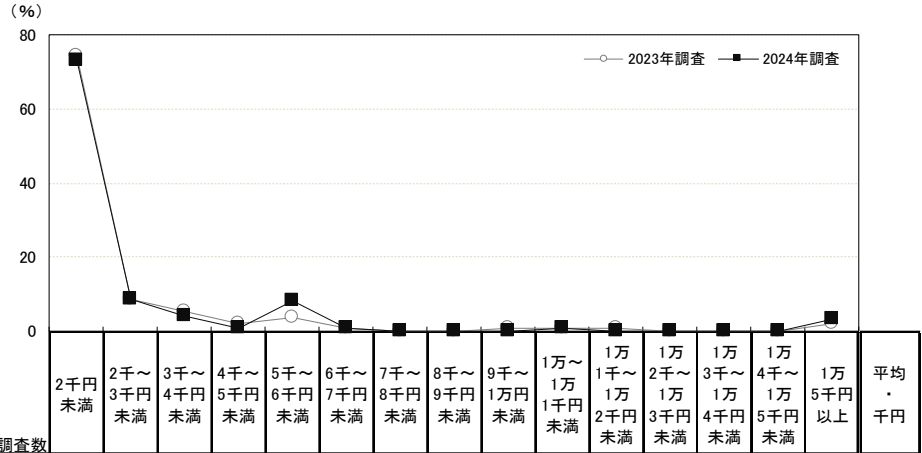 （%）
80
60
40
20
0
2023年調査
2024年調査
2千円
未満
2千～
3千円
未満
3千～
4千円
未満
4千～
5千円
未満
5千～
6千円
未満
6千～
7千円
未満
7千～
8千円
未満
8千～
9千円
未満
9千～
1万円
未満
1万～
1万
1千円
未満
1万
1千～
1万
2千円
未満
1万
2千～
1万
3千円
未満
1万
3千～
1万
4千円
未満
1万
4千～
1万
5千円
未満
1万
5千円
以上
平均
・
千円
調査数